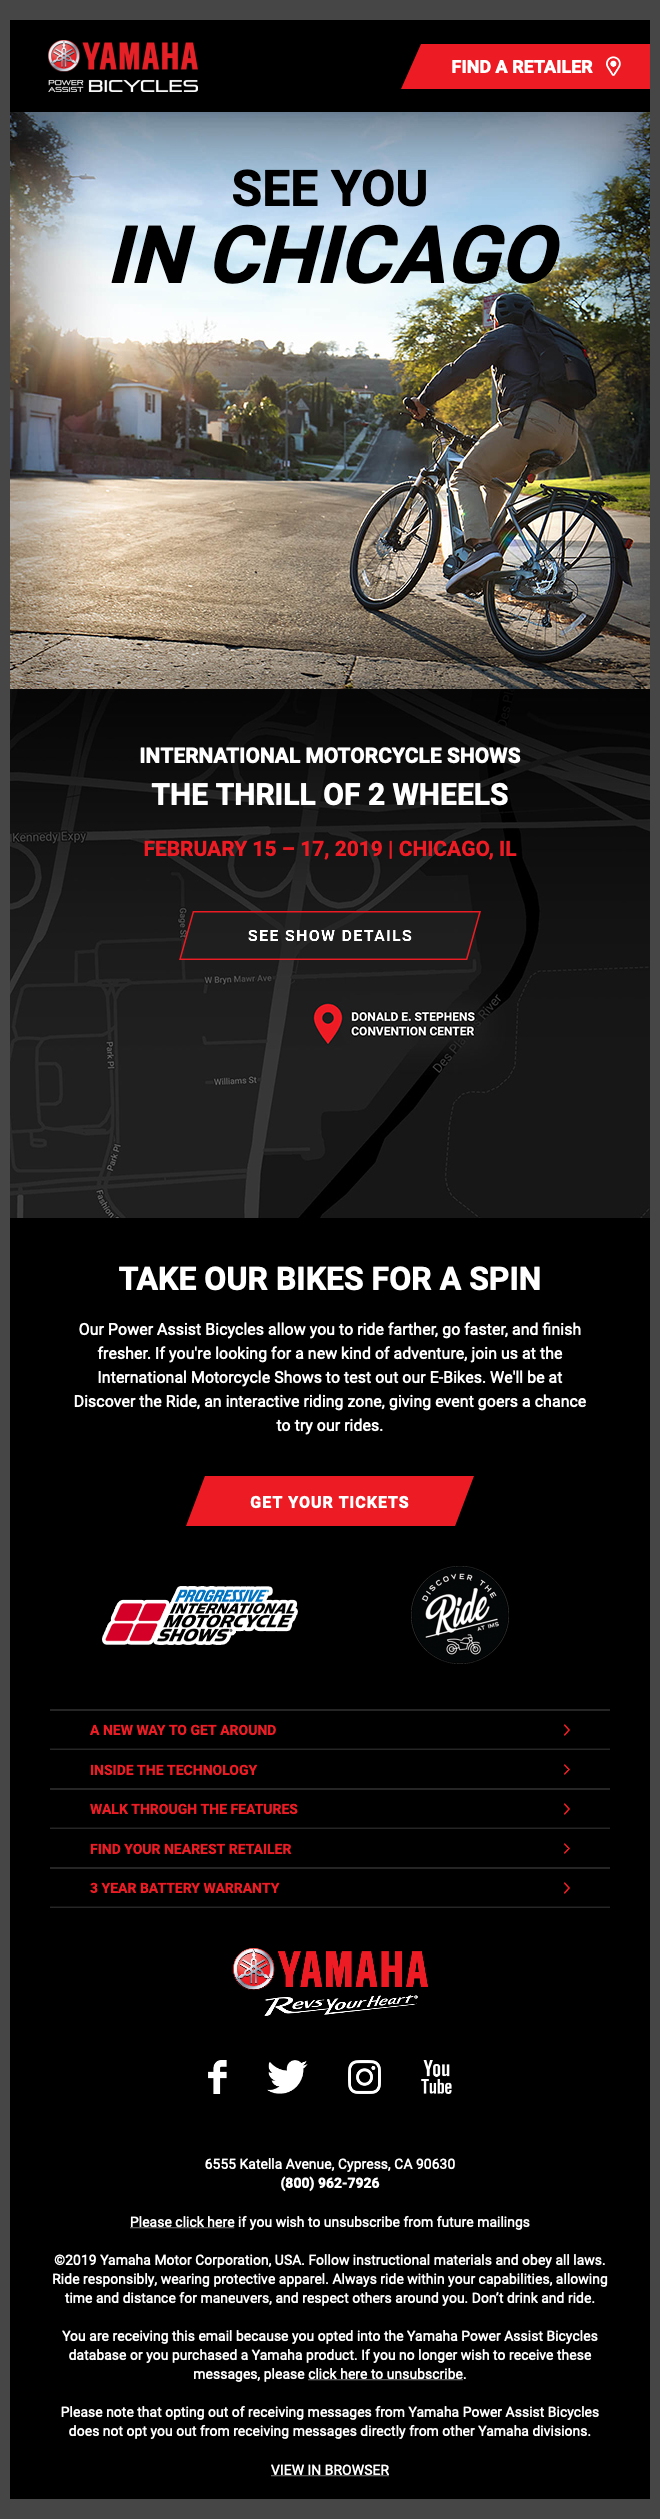 YAMAHA
POWER ASSIST BICYCLES
FIND A RETAILER
SEE YOU
IN CHICAGO
INTERNATIONAL MOTORCYCLE SHOWS
THE THRILL OF 2 WHEELS
Kennedy Expy
FEBRUARY 15 – 17, 2019 | CHICAGO, IL
Gage St
SEE SHOW DETAILS
W Bryn Mawr Ave
DONALD E. STEPHENS
CONVENTION CENTER
River
Park Pl
Williams St
Park Pl
Fashion
TAKE OUR BIKES FOR A SPIN
Our Power Assist Bicycles allow you to ride farther, go faster, and finish
fresher. If you're looking for a new kind of adventure, join us at the
International Motorcycle Shows to test out our E-Bikes. We'll be at
Discover the Ride, an interactive riding zone, giving event goers a chance
to try our rides.
GET YOUR TICKETS
PROGRESSIVE
INTERNATIONAL
MOTORCYCLE
SHOWS
DISCOVER THE
Ride
AT IMS
A NEW WAY TO GET AROUND
INSIDE THE TECHNOLOGY
WALK THROUGH THE FEATURES
FIND YOUR NEAREST RETAILER
3 YEAR BATTERY WARRANTY
YAMAHA
Revs Your Heart
You
Tube
6555 Katella Avenue, Cypress, CA 90630
(800) 962-7926
Please click here if you wish to unsubscribe from future mailings
©2019 Yamaha Motor Corporation, USA. Follow instructional materials and obey all laws.
Ride responsibly, wearing protective apparel. Always ride within your capabilities, allowing
time and distance for maneuvers, and respect others around you. Don't drink and ride.
You are receiving this email because you opted into the Yamaha Power Assist Bicycles
database or you purchased a Yamaha product. If you no longer wish to receive these
messages, please click here to unsubscribe.
Please note that opting out of receiving messages from Yamaha Power Assist Bicycles
does not opt you out from receiving messages directly from other Yamaha divisions.
VIEW IN BROWSER